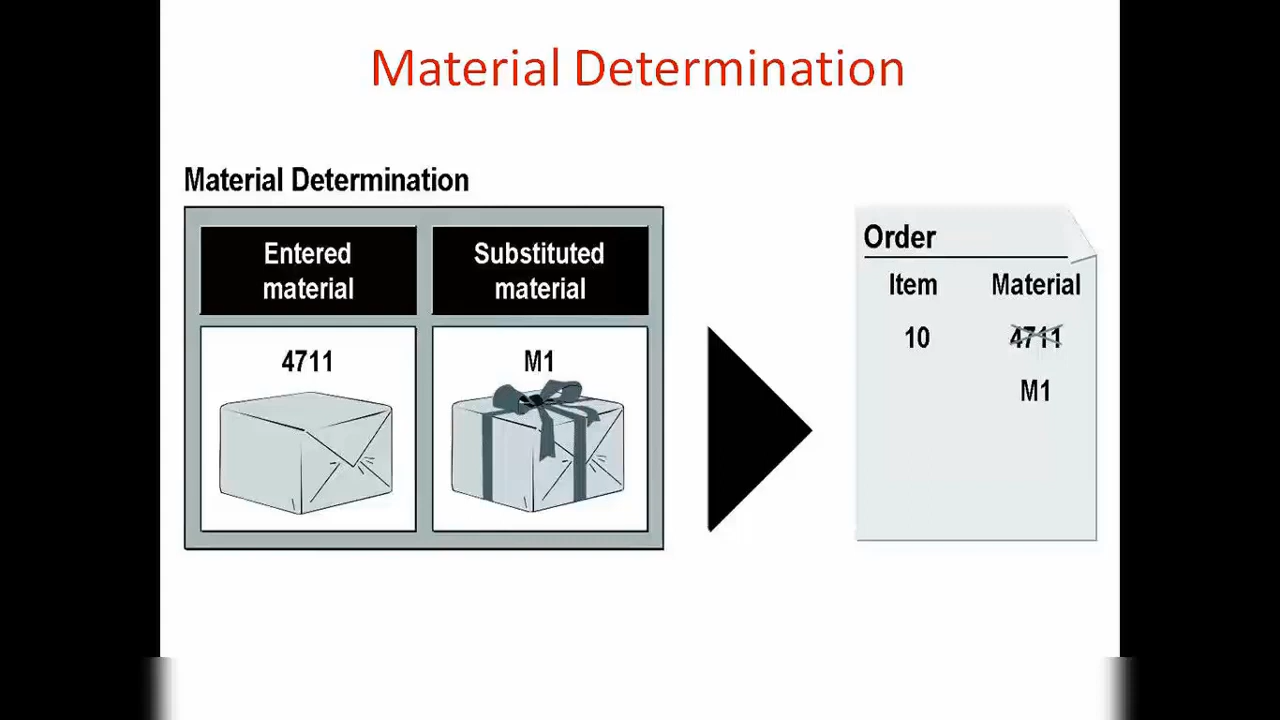 Material Determination
Material Determination
Entered
material
Substituted
material
4711
M1
Order
Item Material
10 4711
M1